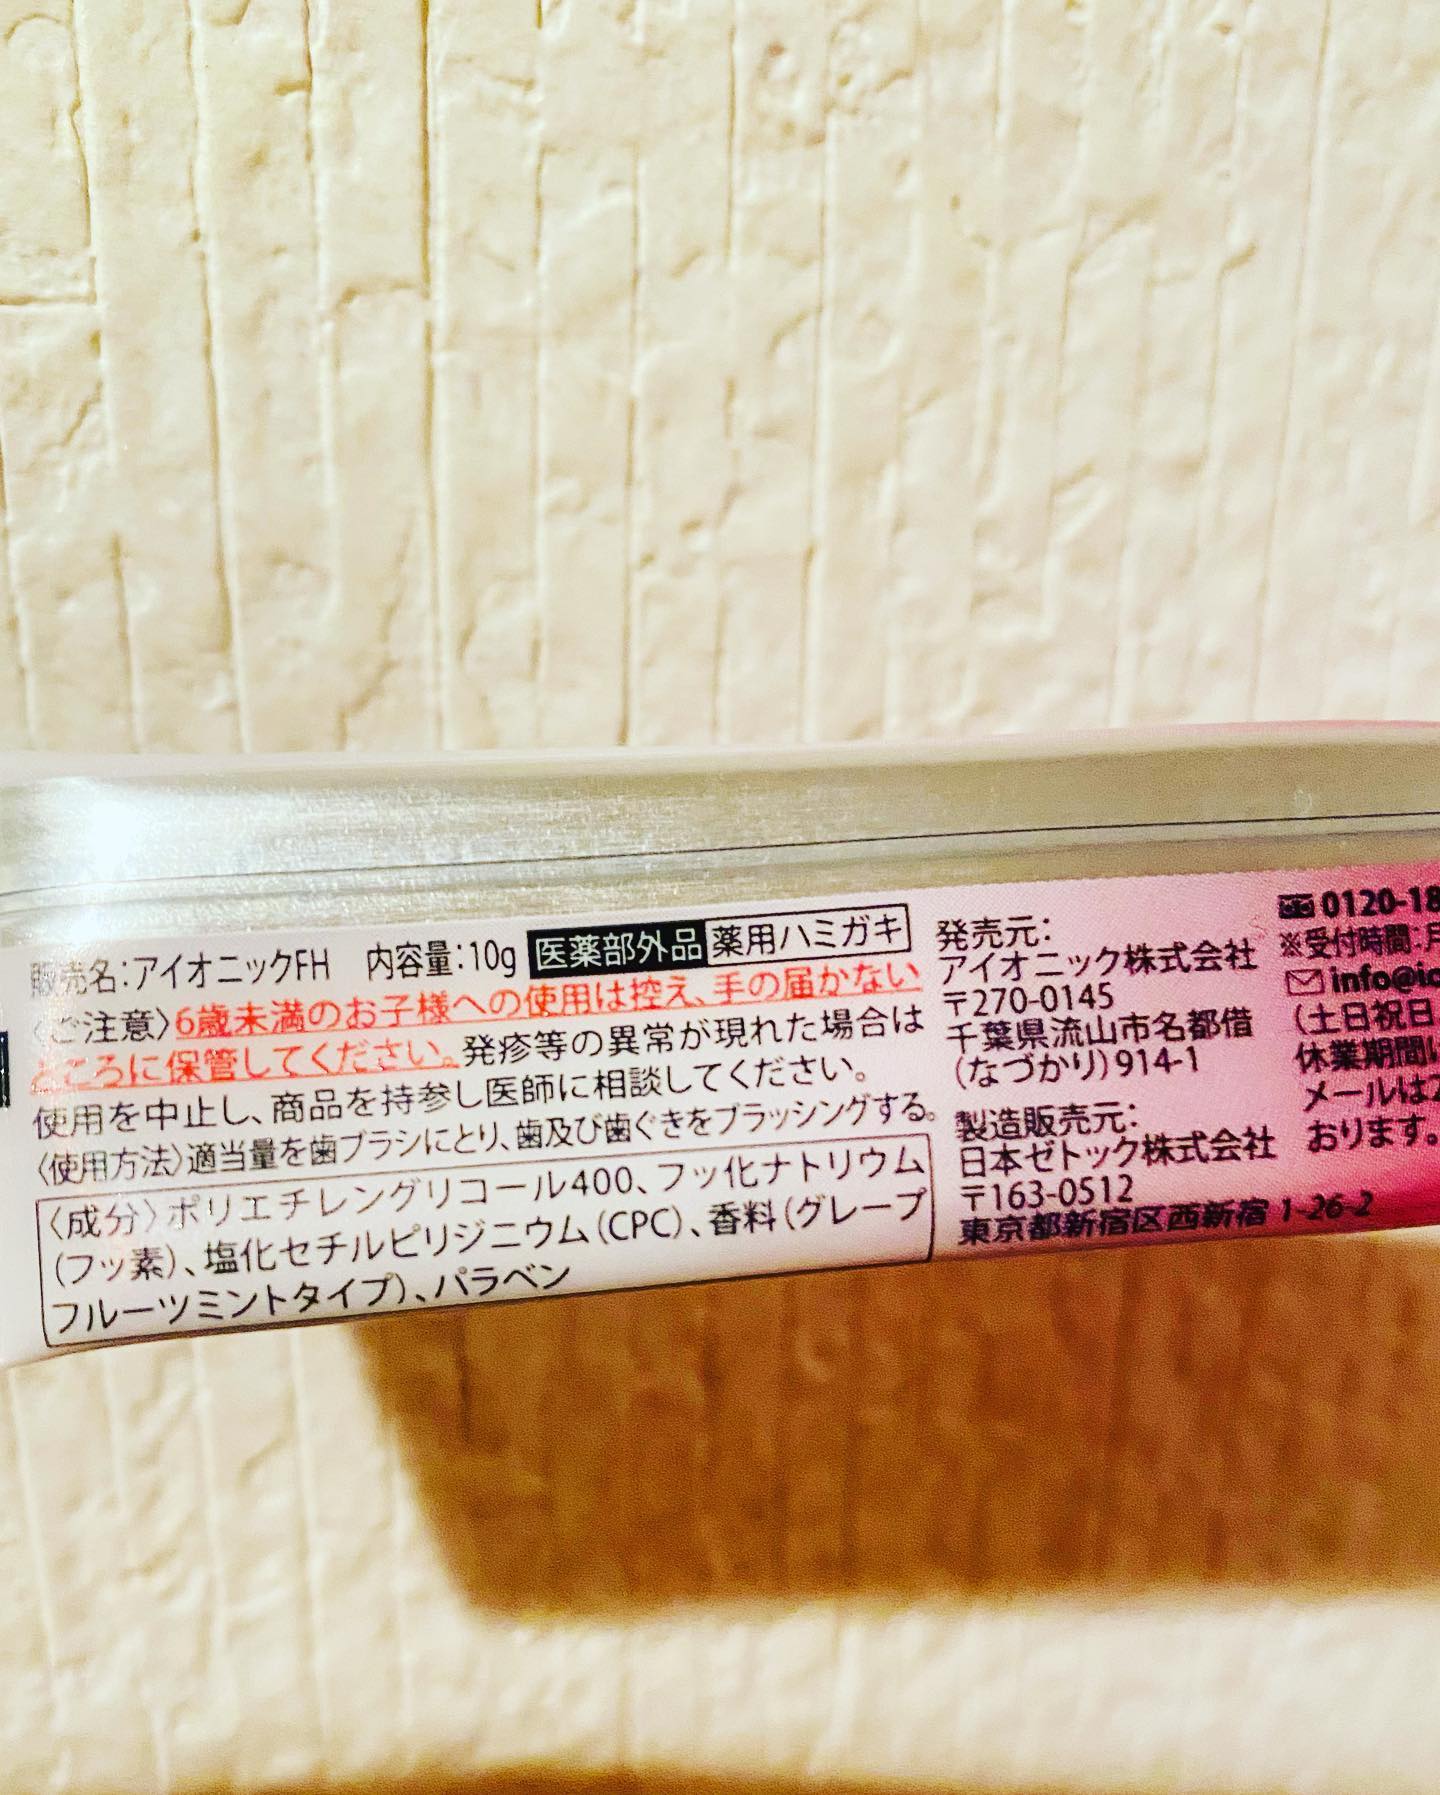 販売名:アイオニックFH 内容量:10g 医薬部外品 薬用ハミガキ
〈ご注意〉6歳未満のお子様への使用は控え、手の届かない
ところに保管してください。発疹等の異常が現れた場合は
使用を中止し、商品を持参し医師に相談してください。
〈使用方法〉適当量を歯ブラシにとり、歯及び歯ぐきをブラッシングする。
〈成分〉ポリエチレングリコール400、フッ化ナトリウム
(フッ素)、塩化セチルピリジニウム(CPC)、香料(グレープ
フルーツミントタイプ)、パラベン
発売元:
アイオニック株式会社
〒270-0145
千葉県流山市名都借
(なづかり)914-1
製造販売元:
日本ゼトック株式会社
〒163-0512
東京都新宿区西新宿 1-26-2
0120-18
※受付時間:月
info@io
(土日祝日
休業期間に
メールは2
おります。